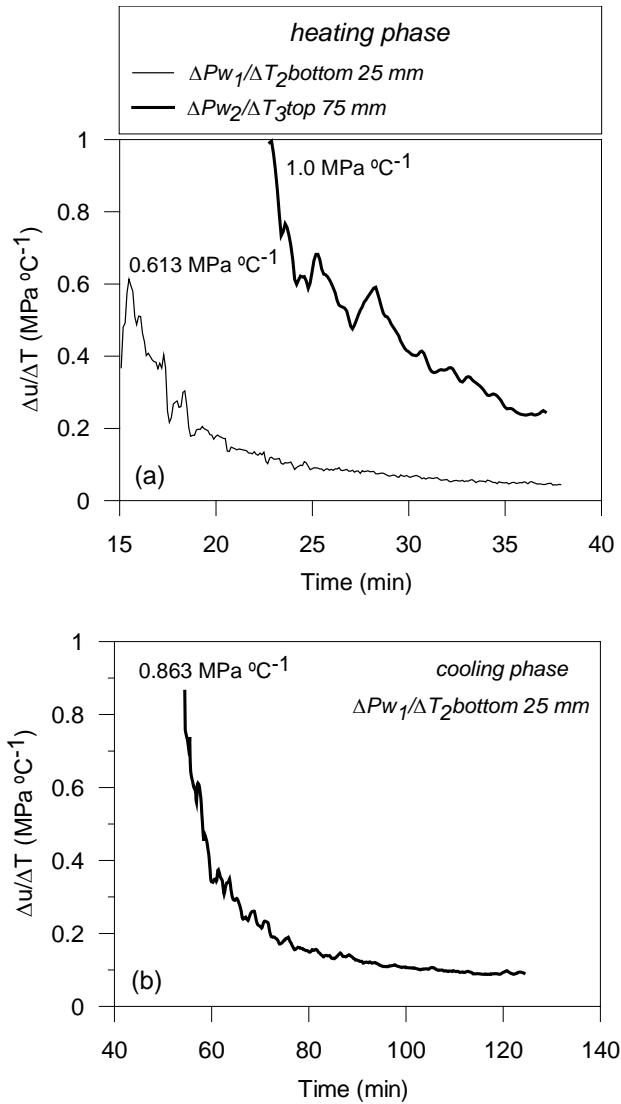 heating phase
ΔPw₁/ΔT₂bottom 25 mm
ΔPw₂/ΔT₃top 75 mm
1
1.0 MPa ºC⁻¹
0.8
0.613 MPa ºC⁻¹
0.6
0.4
0.2
0
Δu/ΔT (MPa ºC⁻¹)
(a)
15 20 25 30 35 40
Time (min)
1
0.863 MPa ºC⁻¹
cooling phase
ΔPw₁/ΔT₂bottom 25 mm
0.8
0.6
0.4
0.2
0
Δu/ΔT (MPa ºC⁻¹)
(b)
40 60 80 100 120 140
Time (min)